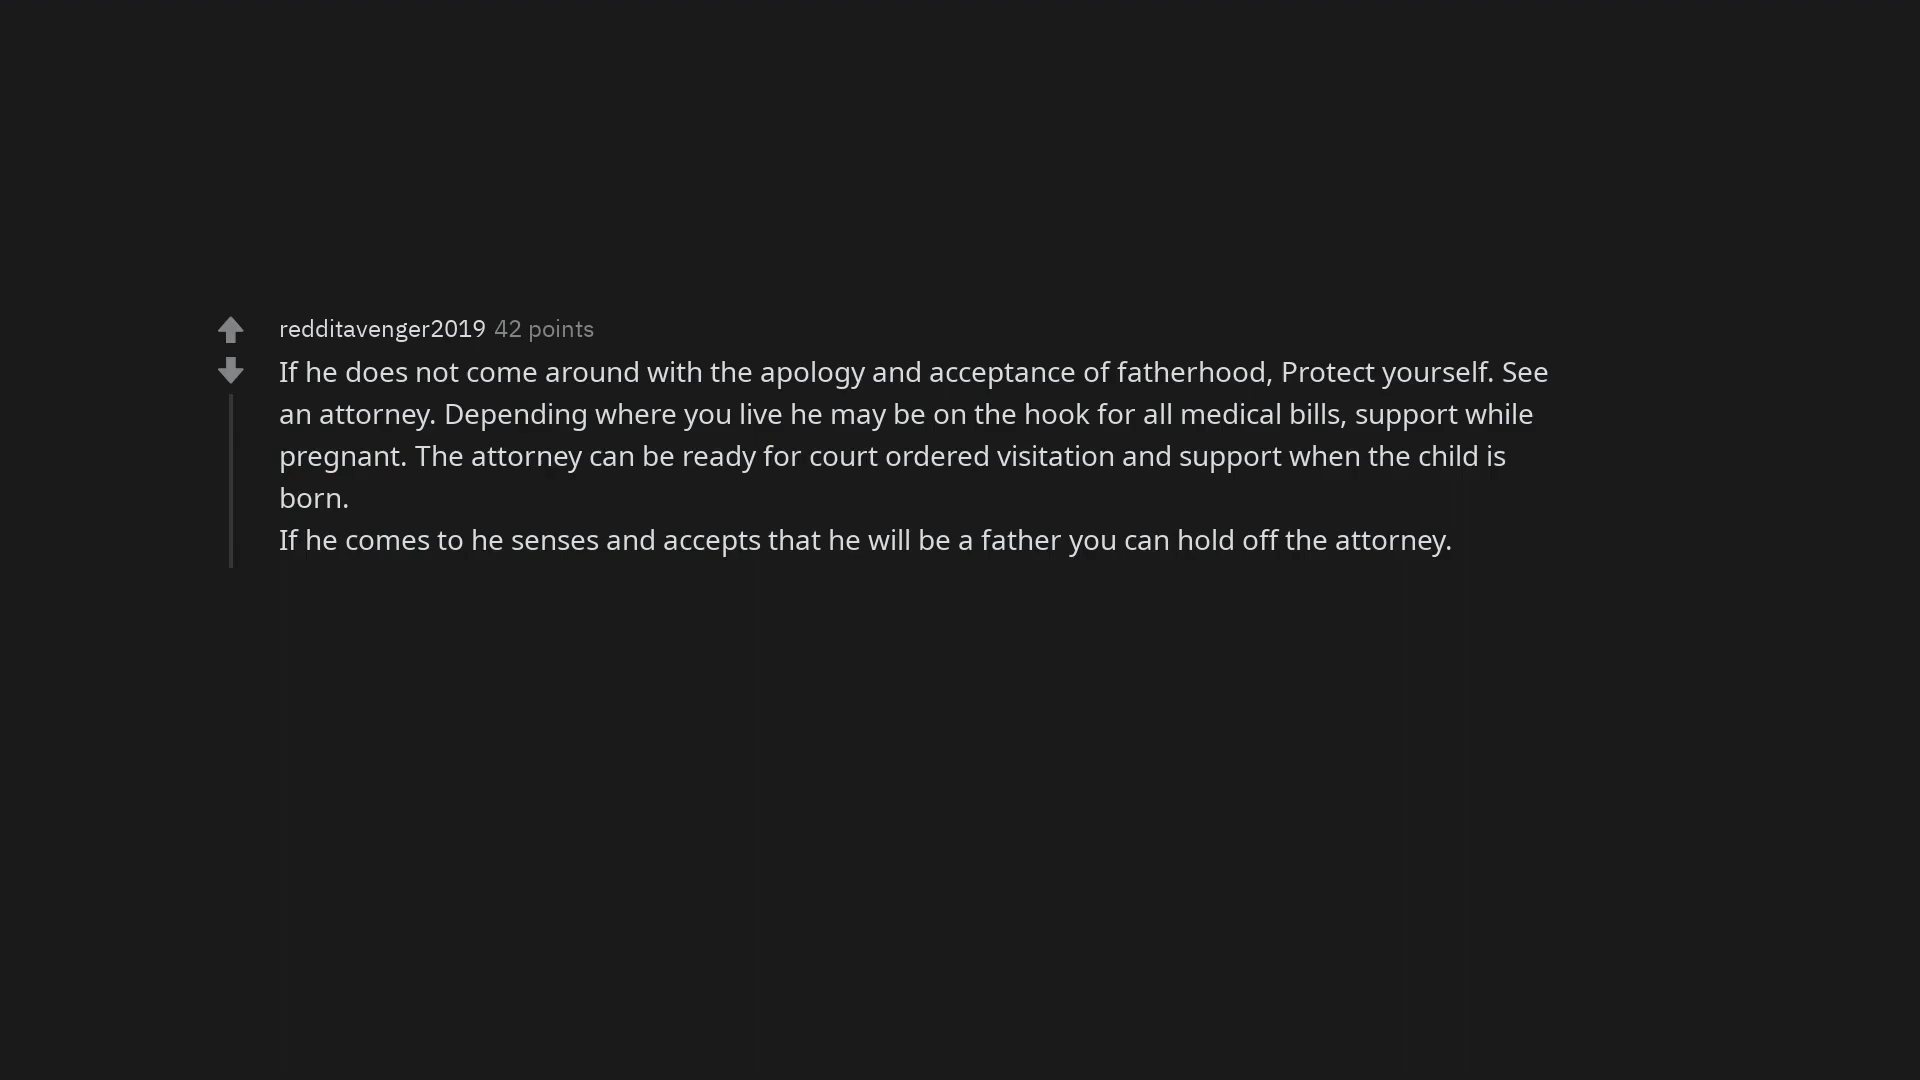 redditavenger2019 42 points
If he does not come around with the apology and acceptance of fatherhood, Protect yourself. See
an attorney. Depending where you live he may be on the hook for all medical bills, support while
pregnant. The attorney can be ready for court ordered visitation and support when the child is
born.
If he comes to he senses and accepts that he will be a father you can hold off the attorney.